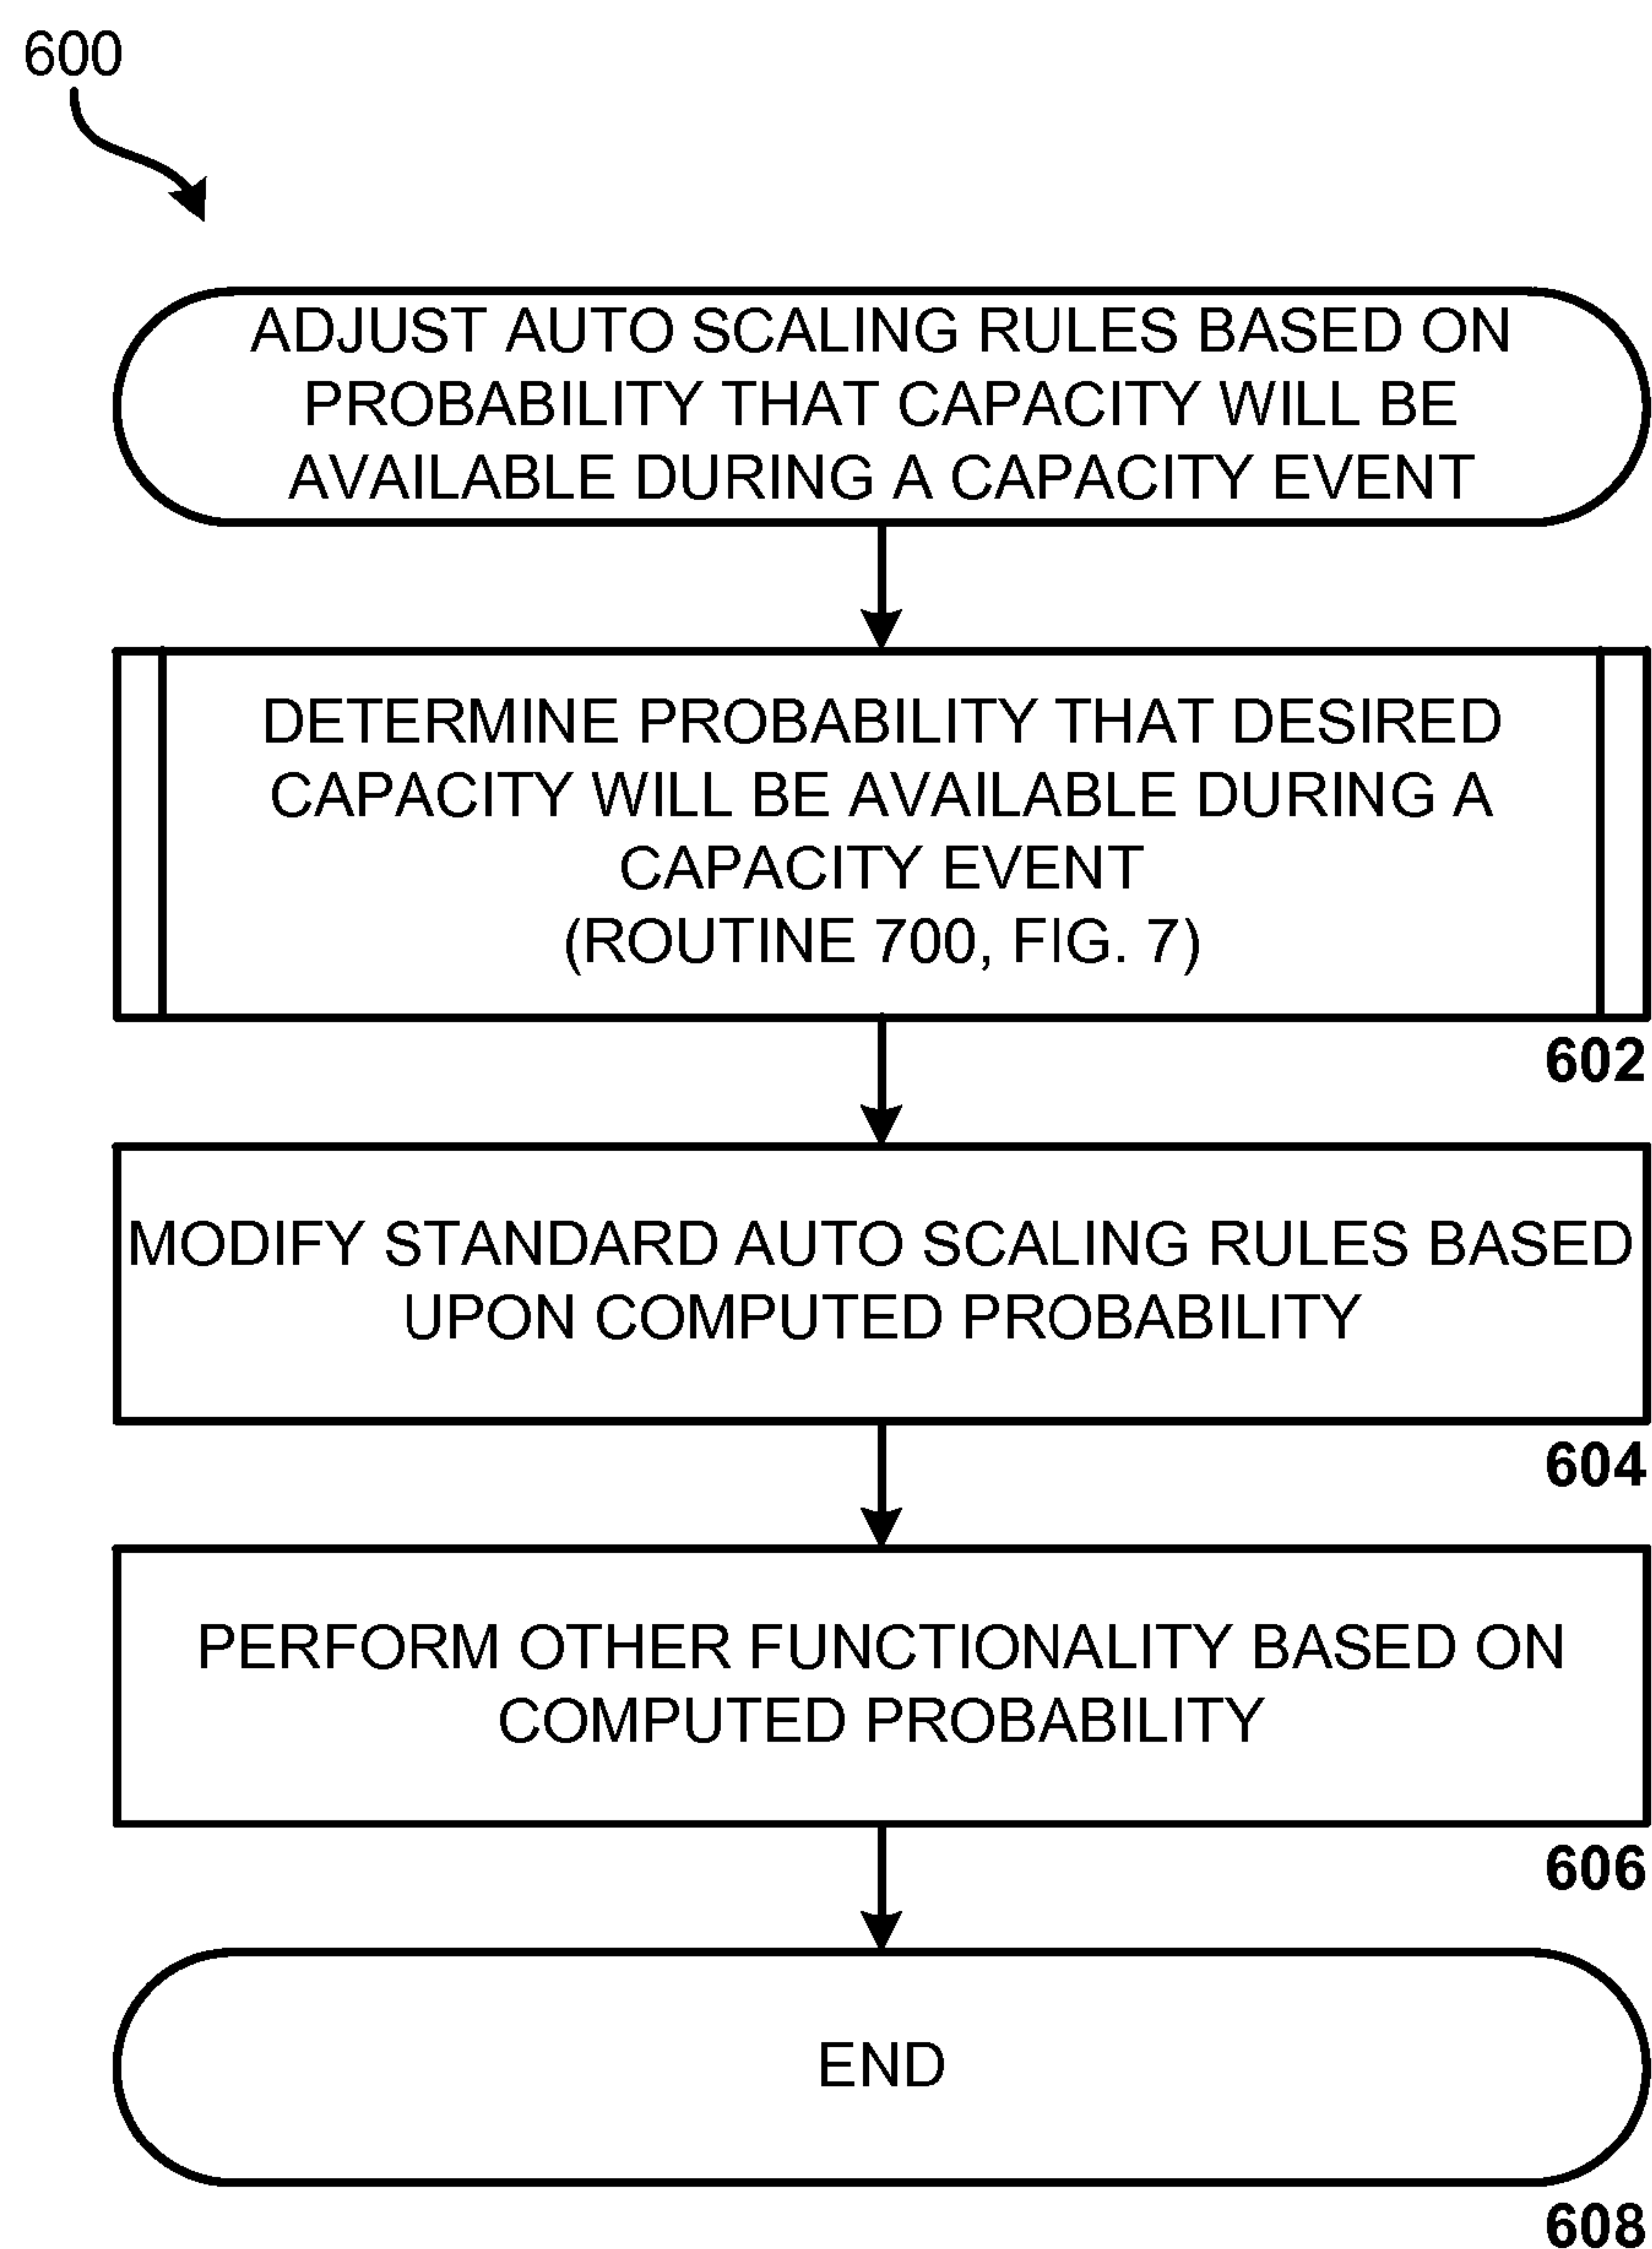 600
ADJUST AUTO SCALING RULES BASED ON
PROBABILITY THAT CAPACITY WILL BE
AVAILABLE DURING A CAPACITY EVENT
DETERMINE PROBABILITY THAT DESIRED
CAPACITY WILL BE AVAILABLE DURING A
CAPACITY EVENT
(ROUTINE 700, FIG. 7)
602
MODIFY STANDARD AUTO SCALING RULES BASED
UPON COMPUTED PROBABILITY
604
PERFORM OTHER FUNCTIONALITY BASED ON
COMPUTED PROBABILITY
606
END
608